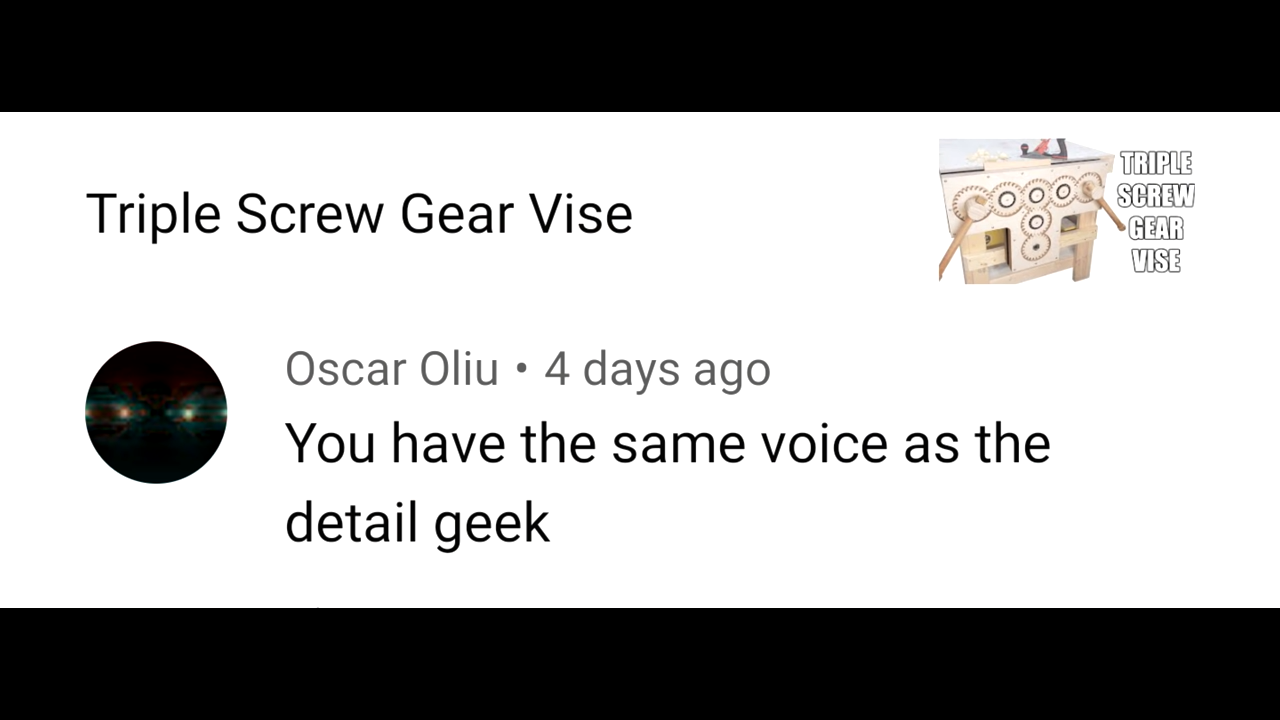 Triple Screw Gear Vise
TRIPLE
SCREW
GEAR
VISE
Oscar Oliu • 4 days ago
You have the same voice as the
detail geek